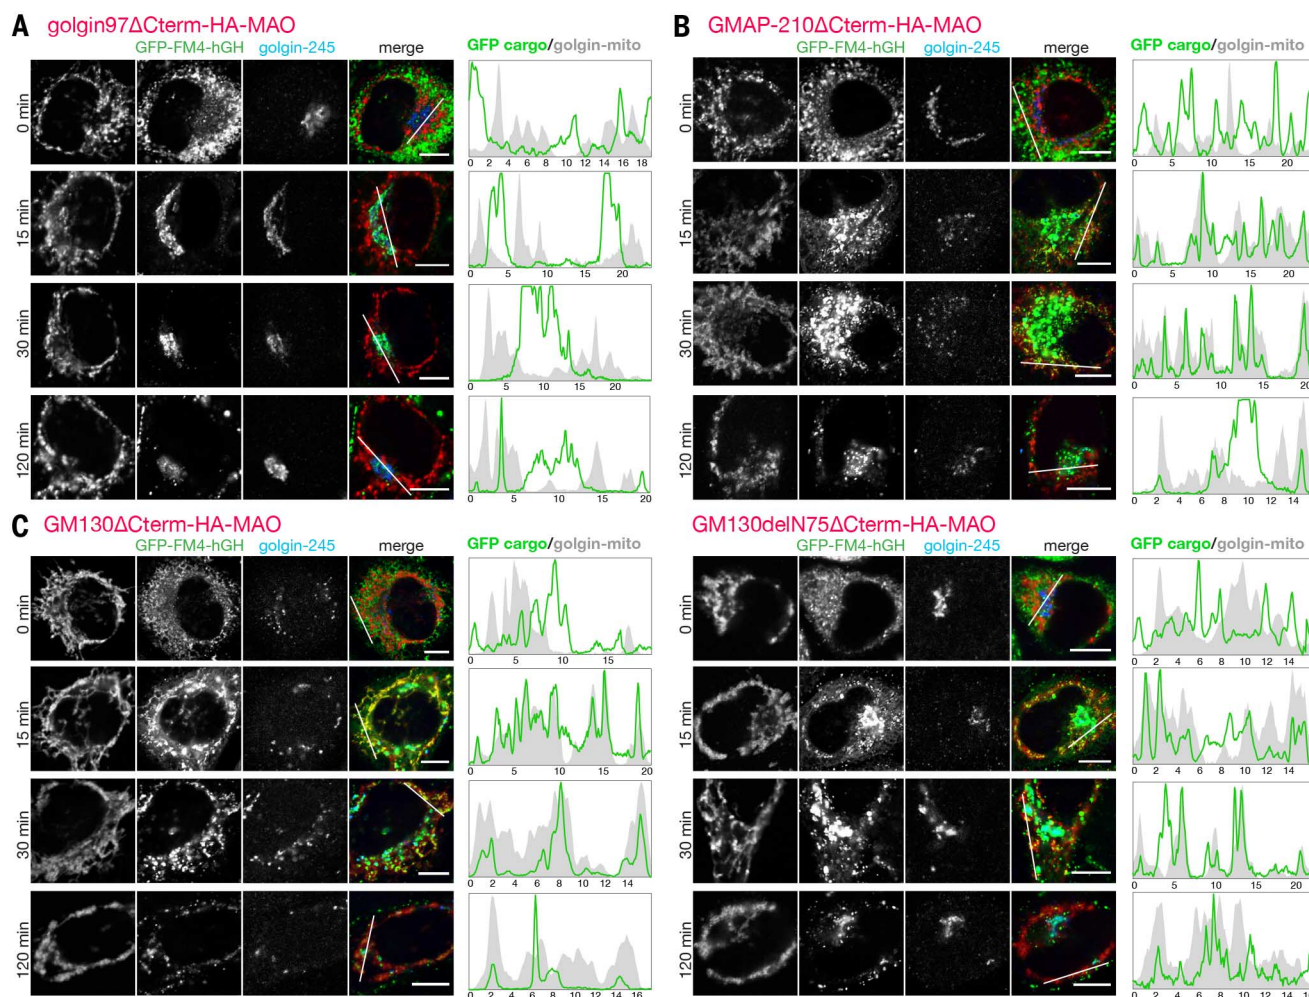 A golgin97ΔCterm-HA-MAO
GFP-FM4-hGH golgin-245 merge GFP cargo/golgin-mito
0 min
2 4 6 8 10 12 14 16 18
15 min
5 10 15 20
30 min
0 5 10 15 20
120 min
5 10 15 20
B GMAP-210ΔCterm-HA-MAO
GFP-FM4-hGH golgin-245 merge GFP cargo/golgin-mito
0 min
0 5 10 15 20
15 min
0 5 10 15 20
30 min
0 5 10 15 20
120 min
0 2 4 6 8 10 12 14
C GM130ΔCterm-HA-MAO
GFP-FM4-hGH golgin-245 merge GFP cargo/golgin-mito
0 min
5 10 15
15 min
5 10 15 20
30 min
0 2 4 6 8 10 12 14
120 min
0 2 4 6 8 10 12 14 16
GM130delN75ΔCterm-HA-MAO
GFP-FM4-hGH golgin-245 merge GFP cargo/golgin-mito
0 min
0 2 4 6 8 10 12 14
15 min
0 2 4 6 8 10 12 14
30 min
0 5 10 15 20
120 min
0 2 4 6 8 10 12 14 16